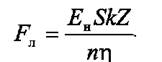 Fл = EнSkZ / nη